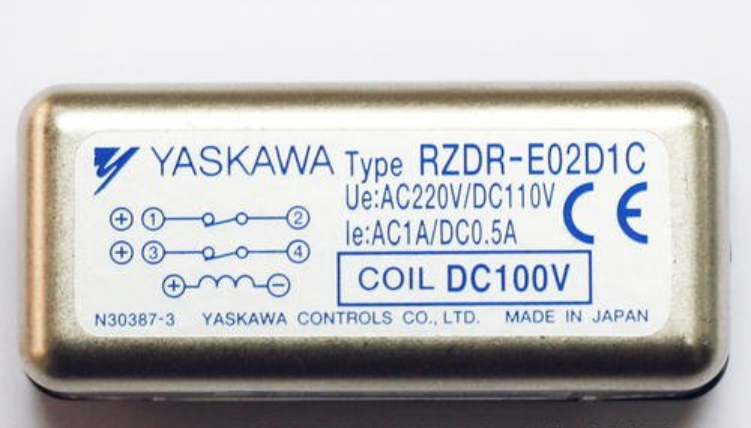 YASKAWA Type RZDR-E02D1C
Ue:AC220V/DC110V
Ie:AC1A/DC0.5A
CE
+ 1 2
+ 3 4
+ −
COIL DC100V
N30387-3 YASKAWA CONTROLS CO., LTD. MADE IN JAPAN